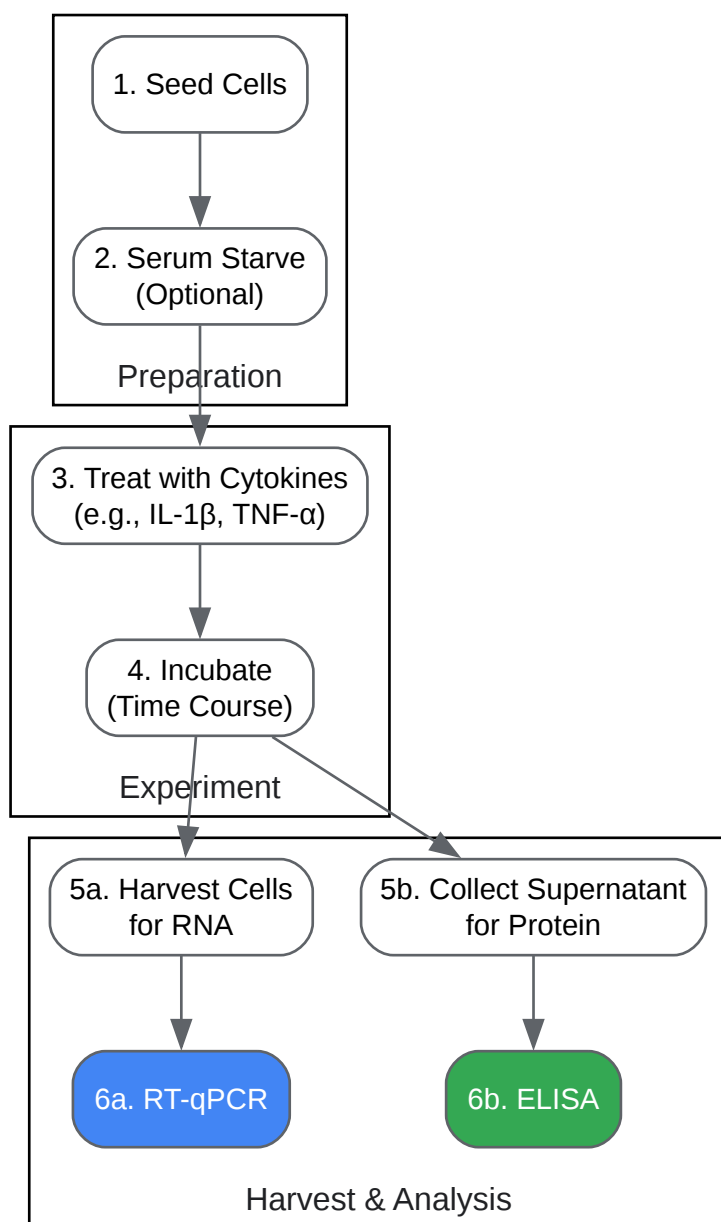 1. Seed Cells
2. Serum Starve
(Optional)
Preparation
3. Treat with Cytokines
(e.g., IL-1β, TNF-α)
4. Incubate
(Time Course)
Experiment
5a. Harvest Cells
for RNA
5b. Collect Supernatant
for Protein
6a. RT-qPCR
6b. ELISA
Harvest & Analysis